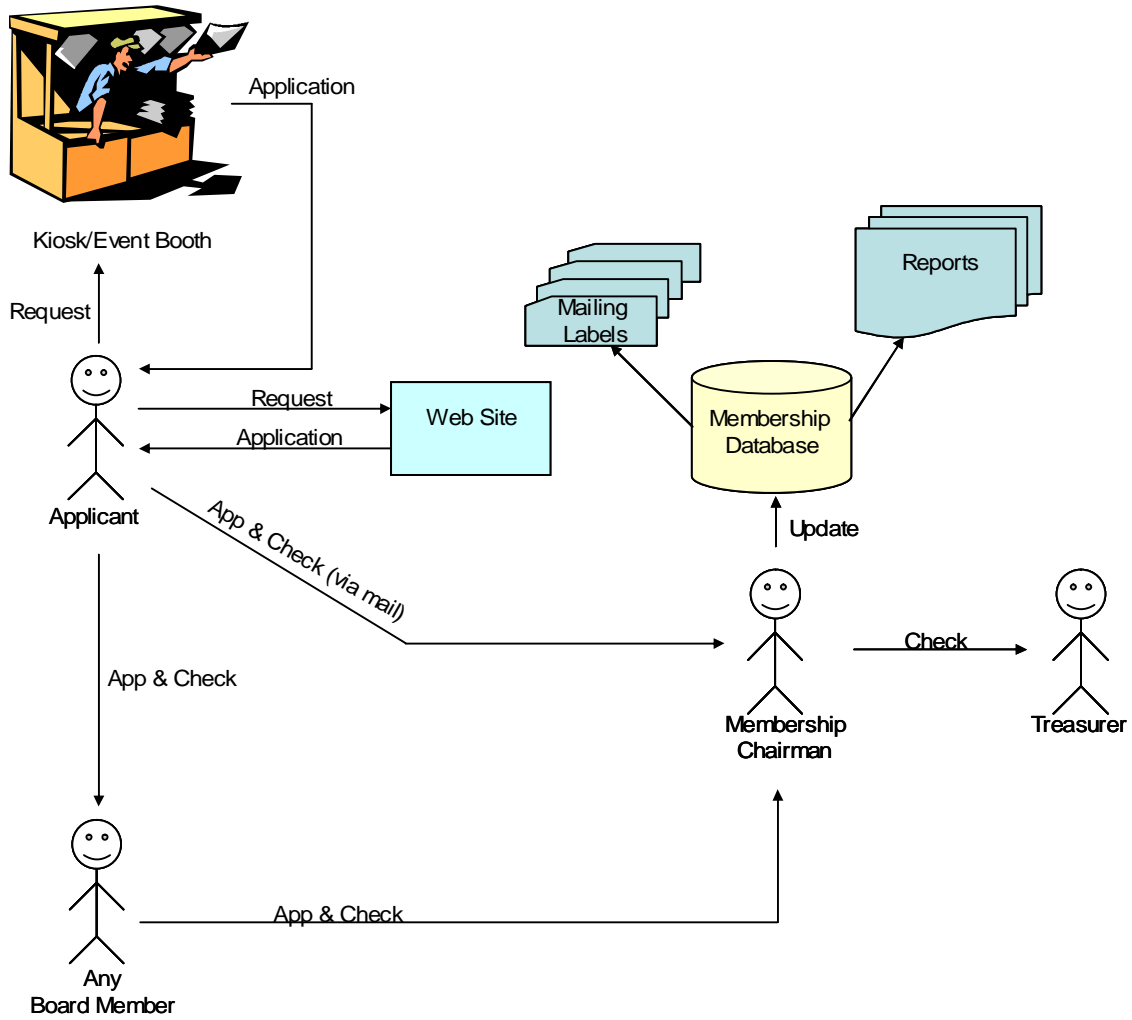 Application
Kiosk/Event Booth
Request
Mailing
Labels
Reports
Request
Web Site
Application
Membership
Database
Applicant
App & Check (via mail)
Update
Check
App & Check
Membership
Chairman
Treasurer
App & Check
Any
Board Member